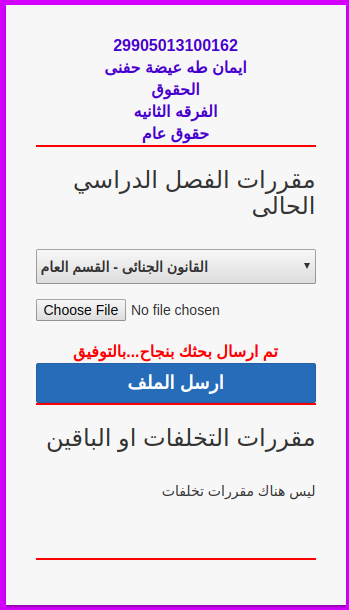 29905013100162
ايمان طه عيضة حفنى
الحقوق
الفرقه الثانيه
حقوق عام
مقررات الفصل الدراسي
الحالى
القانون الجنائى - القسم العام
Choose File No file chosen
تم ارسال بحثك بنجاح...بالتوفيق
ارسل الملف
مقررات التخلفات او الباقين
ليس هناك مقررات تخلفات